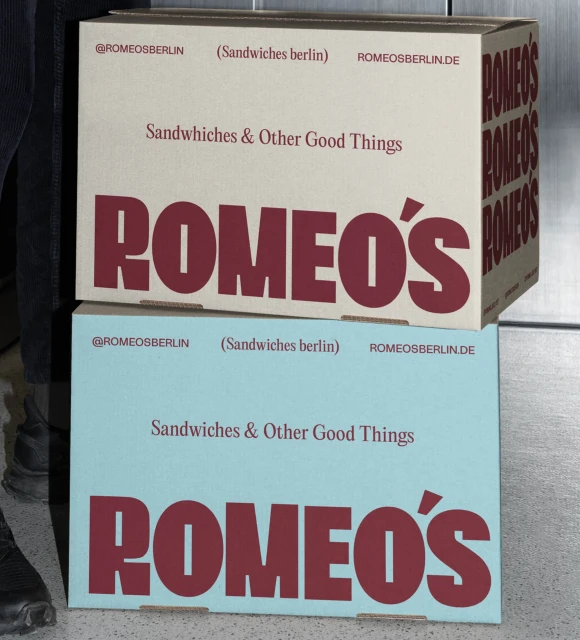 @ROMEOSBERLIN (Sandwiches berlin) ROMEOSBERLIN.DE
Sandwhiches & Other Good Things
ROMEO'S
ROMEO'S
ROMEO'S
ROMEO'S
@ROMEOSBERLIN (Sandwiches berlin) ROMEOSBERLIN.DE
Sandwiches & Other Good Things
ROMEO'S